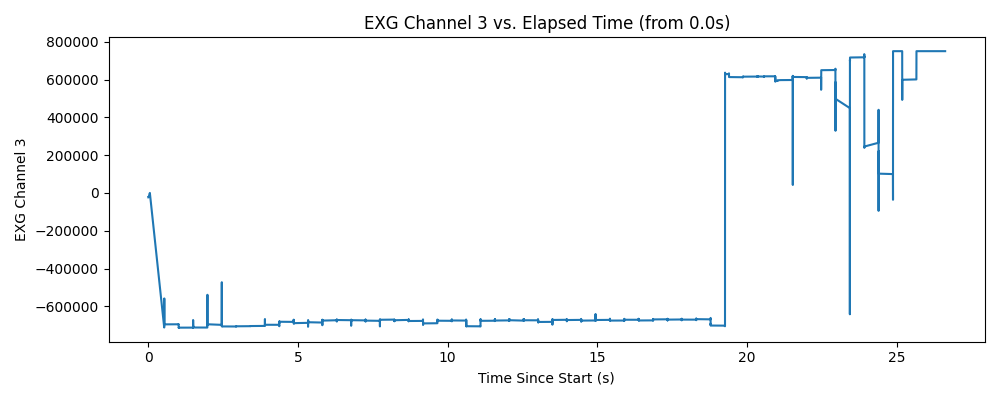 EXG Channel 3 vs. Elapsed Time (from 0.0s)
800000
600000
400000
200000
0
−200000
−400000
−600000
EXG Channel 3
0 5 10 15 20 25
Time Since Start (s)